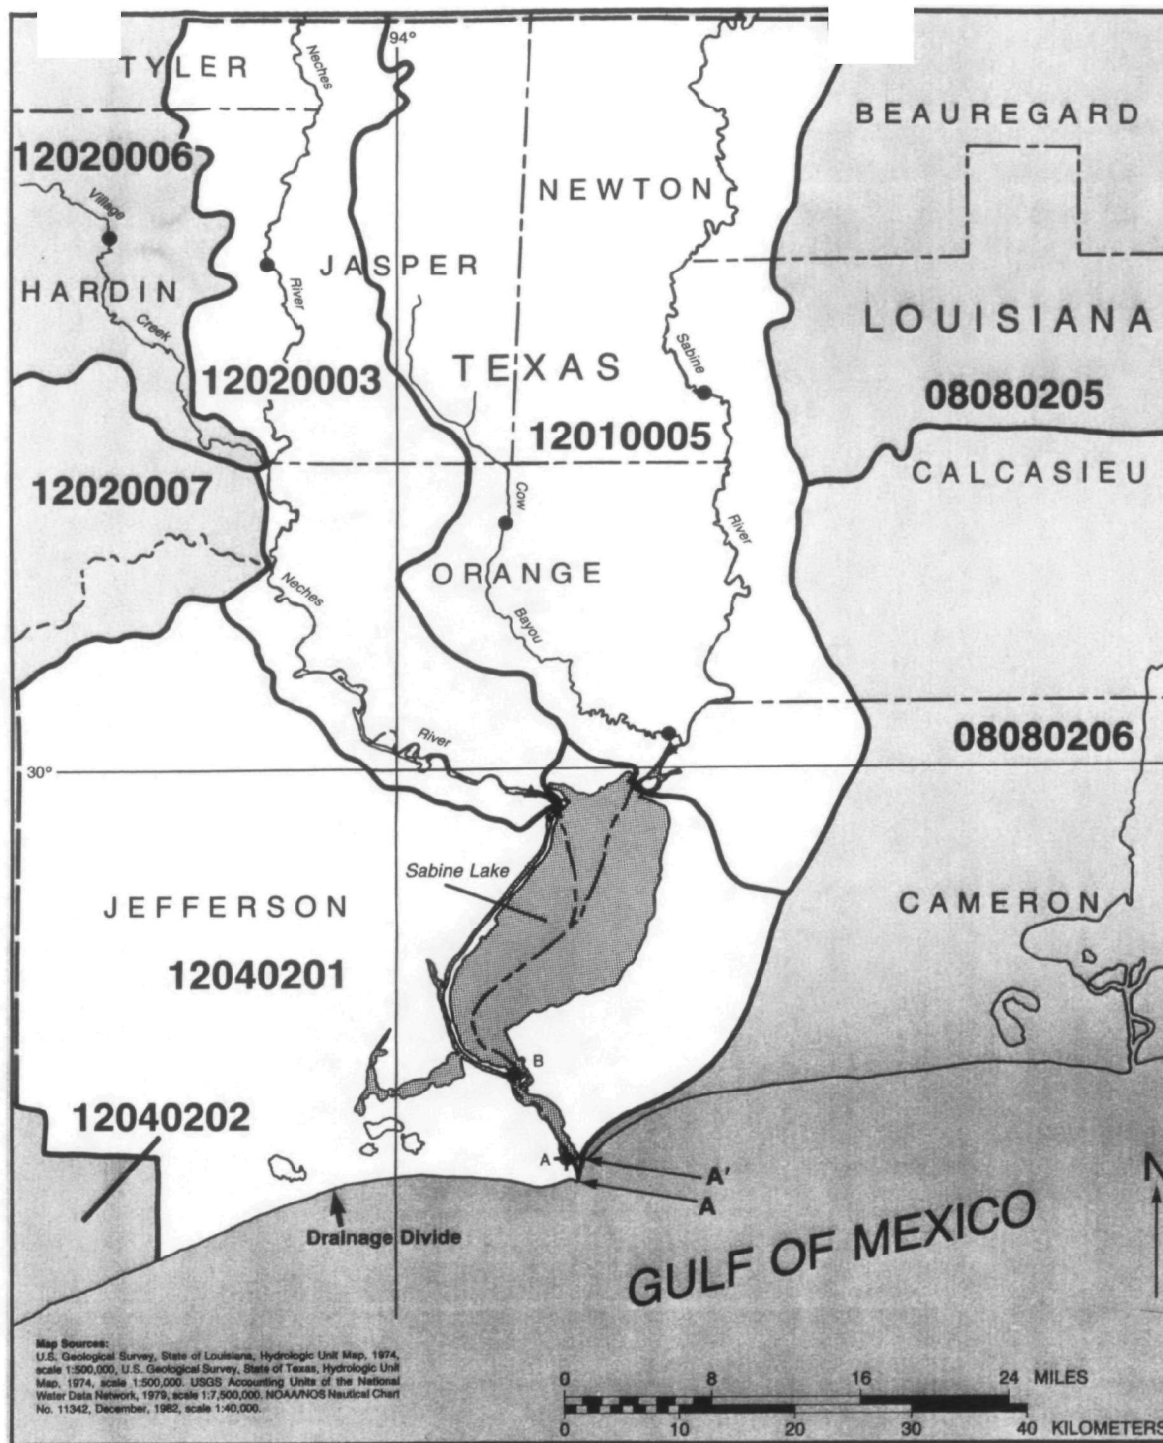 94°
TYLER
Neches
BEAUREGARD
12020006
NEWTON
Village
JASPER
HARDIN
River
Creek
LOUISIANA
Sabine
TEXAS
12020003
08080205
12010005
CALCASIEU
12020007
Cow
River
ORANGE
Neches
Bayou
River
08080206
30°
Sabine Lake
JEFFERSON
CAMERON
12040201
B
12040202
A
A'
N
A
Drainage Divide
GULF OF MEXICO
Map Sources:
U.S. Geological Survey, State of Louisiana, Hydrologic Unit Map, 1974,
scale 1:500,000, U.S. Geological Survey, State of Texas, Hydrologic Unit
Map, 1974, scale 1:500,000. USGS Accounting Units of the National
Water Data Network, 1979, scale 1:7,500,000. NOAA/NOS Nautical Chart
No. 11342, December, 1982, scale 1:40,000.
0 8 16 24 MILES
0 10 20 30 40 KILOMETERS